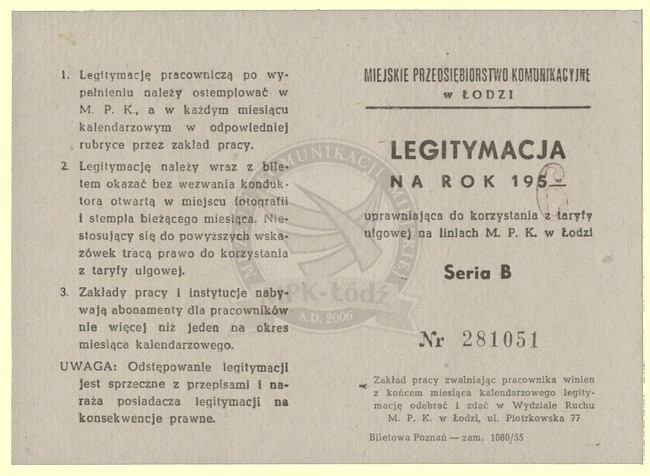 1. Legitymację pracowniczą po wy-
pełnieniu należy ostemplować w
M. P. K., a w każdym miesiącu
kalendarzowym w odpowiedniej
rubryce przez zakład pracy.
2. Legitymację należy wraz z bile-
tem okazać bez wezwania konduk-
tora otwartą w miejscu fotografii
i stempla bieżącego miesiąca. Nie-
stosujący się do powyższych wska-
zówek tracą prawo do korzystania
z taryfy ulgowej.
3. Zakłady pracy i instytucje naby-
wają abonamenty dla pracowników
nie więcej niż jeden na okres
miesiąca kalendarzowego.
UWAGA: Odstępowanie legitymacji
jest sprzeczne z przepisami i na-
raża posiadacza legitymacji na
konsekwencje prawne.
MIEJSKIE PRZEDSIĘBIORSTWO KOMUNIKACYJNE
w ŁODZI
LEGITYMACJA
NA ROK 195
uprawniająca do korzystania z taryfy
ulgowej na liniach M. P. K. w Łodzi
Seria B
Nr 281051
Zakład pracy zwalniając pracownika winien
z końcem miesiąca kalendarzowego legity-
mację odebrać i zdać w Wydziale Ruchu
M. P. K. w Łodzi, ul. Piotrkowska 77
Biletowa Poznań — zam. 1080/55
MPK-Łódź
A.D. 2006